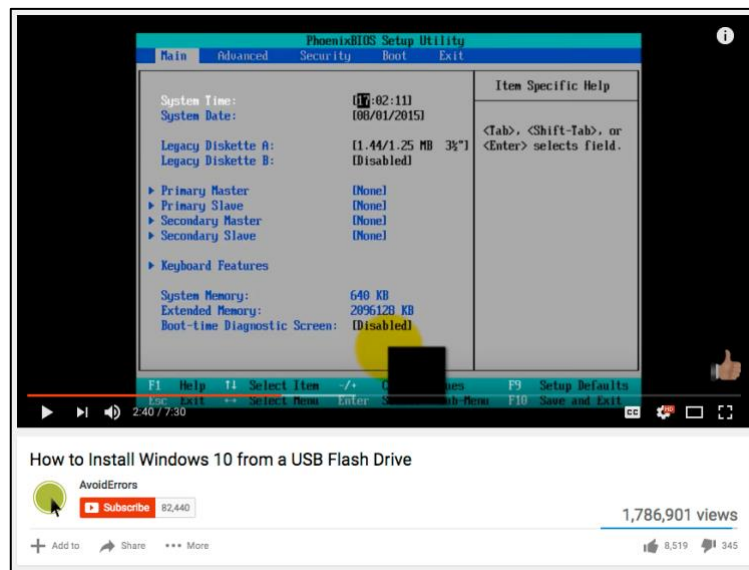 PhoenixBIOS Setup Utility
Main Advanced Security Boot Exit
Item Specific Help
System Time: [17:02:11]
System Date: [08/01/2015]
<Tab>, <Shift-Tab>, or
<Enter> selects field.
Legacy Diskette A: [1.44/1.25 MB 3½"]
Legacy Diskette B: [Disabled]
Primary Master [None]
Primary Slave [None]
Secondary Master [None]
Secondary Slave [None]
Keyboard Features
System Memory: 640 KB
Extended Memory: 2096128 KB
Boot-time Diagnostic Screen: [Disabled]
F1 Help ↑↓ Select Item -/+ F9 Setup Defaults
Esc Exit ↔ Select Menu Enter F10 Save and Exit
2:40 / 7:30 CC HD
How to Install Windows 10 from a USB Flash Drive
AvoidErrors
Subscribe 82,440
1,786,901 views
Add to Share More 8,519 345